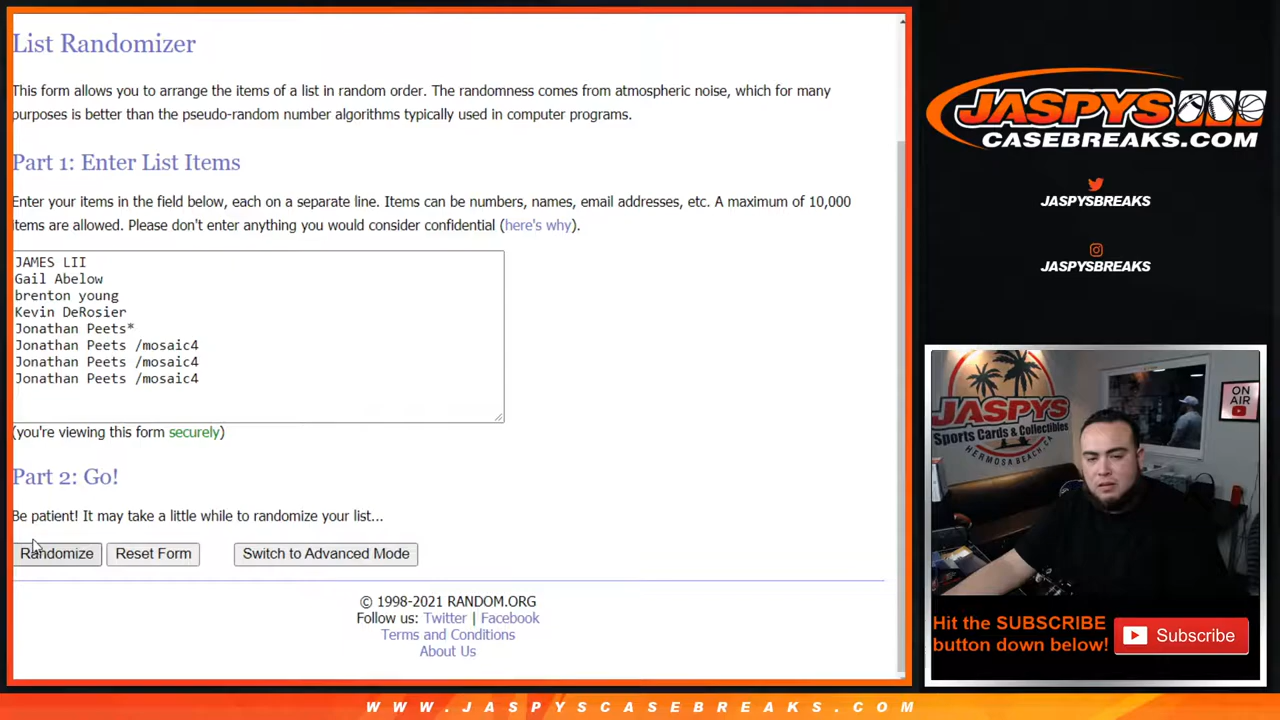 List Randomizer
This form allows you to arrange the items of a list in random order. The randomness comes from atmospheric noise, which for many
purposes is better than the pseudo-random number algorithms typically used in computer programs.
Part 1: Enter List Items
Enter your items in the field below, each on a separate line. Items can be numbers, names, email addresses, etc. A maximum of 10,000
items are allowed. Please don't enter anything you would consider confidential (here's why).
JAMES LII
Gail Abelow
brenton young
Kevin DeRosier
Jonathan Peets*
Jonathan Peets /mosaic4
Jonathan Peets /mosaic4
Jonathan Peets /mosaic4
(you're viewing this form securely)
Part 2: Go!
Be patient! It may take a little while to randomize your list...
Randomize
Reset Form
Switch to Advanced Mode
© 1998-2021 RANDOM.ORG
Follow us: Twitter | Facebook
Terms and Conditions
About Us
JASPYS
CASEBREAKS.COM
JASPYSBREAKS
JASPYSBREAKS
JASPYS
Sports Cards & Collectibles
HERMOSA BEACH, CA
ON
AIR
Hit the SUBSCRIBE
button down below!
Subscribe
WWW.JASPYSCASEBREAKS.COM